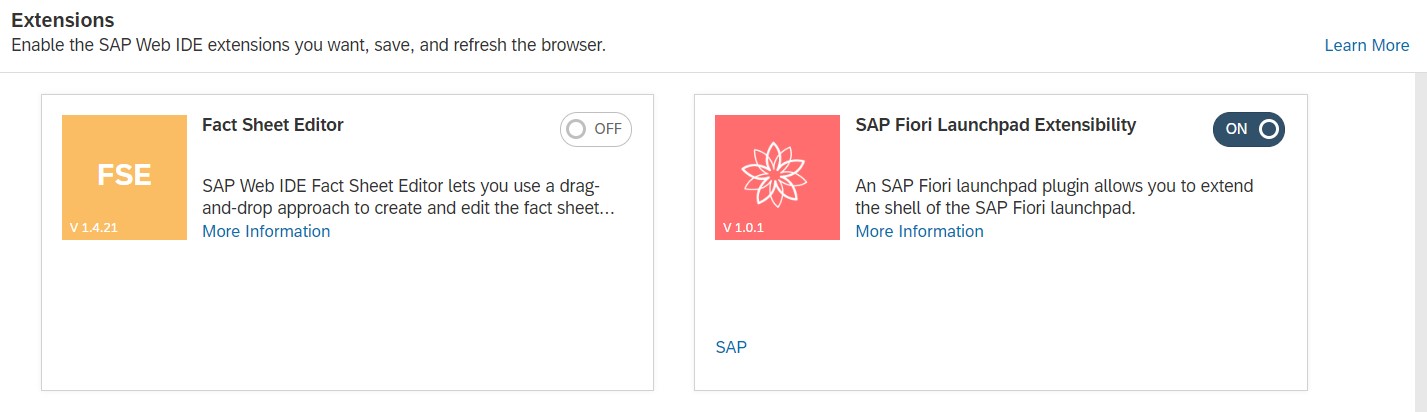 Extensions
Enable the SAP Web IDE extensions you want, save, and refresh the browser.
Learn More
FSE
V 1.4.21
Fact Sheet Editor
OFF
SAP Web IDE Fact Sheet Editor lets you use a drag-
and-drop approach to create and edit the fact sheet...
More Information
V 1.0.1
SAP Fiori Launchpad Extensibility
ON
An SAP Fiori launchpad plugin allows you to extend
the shell of the SAP Fiori launchpad.
More Information
SAP